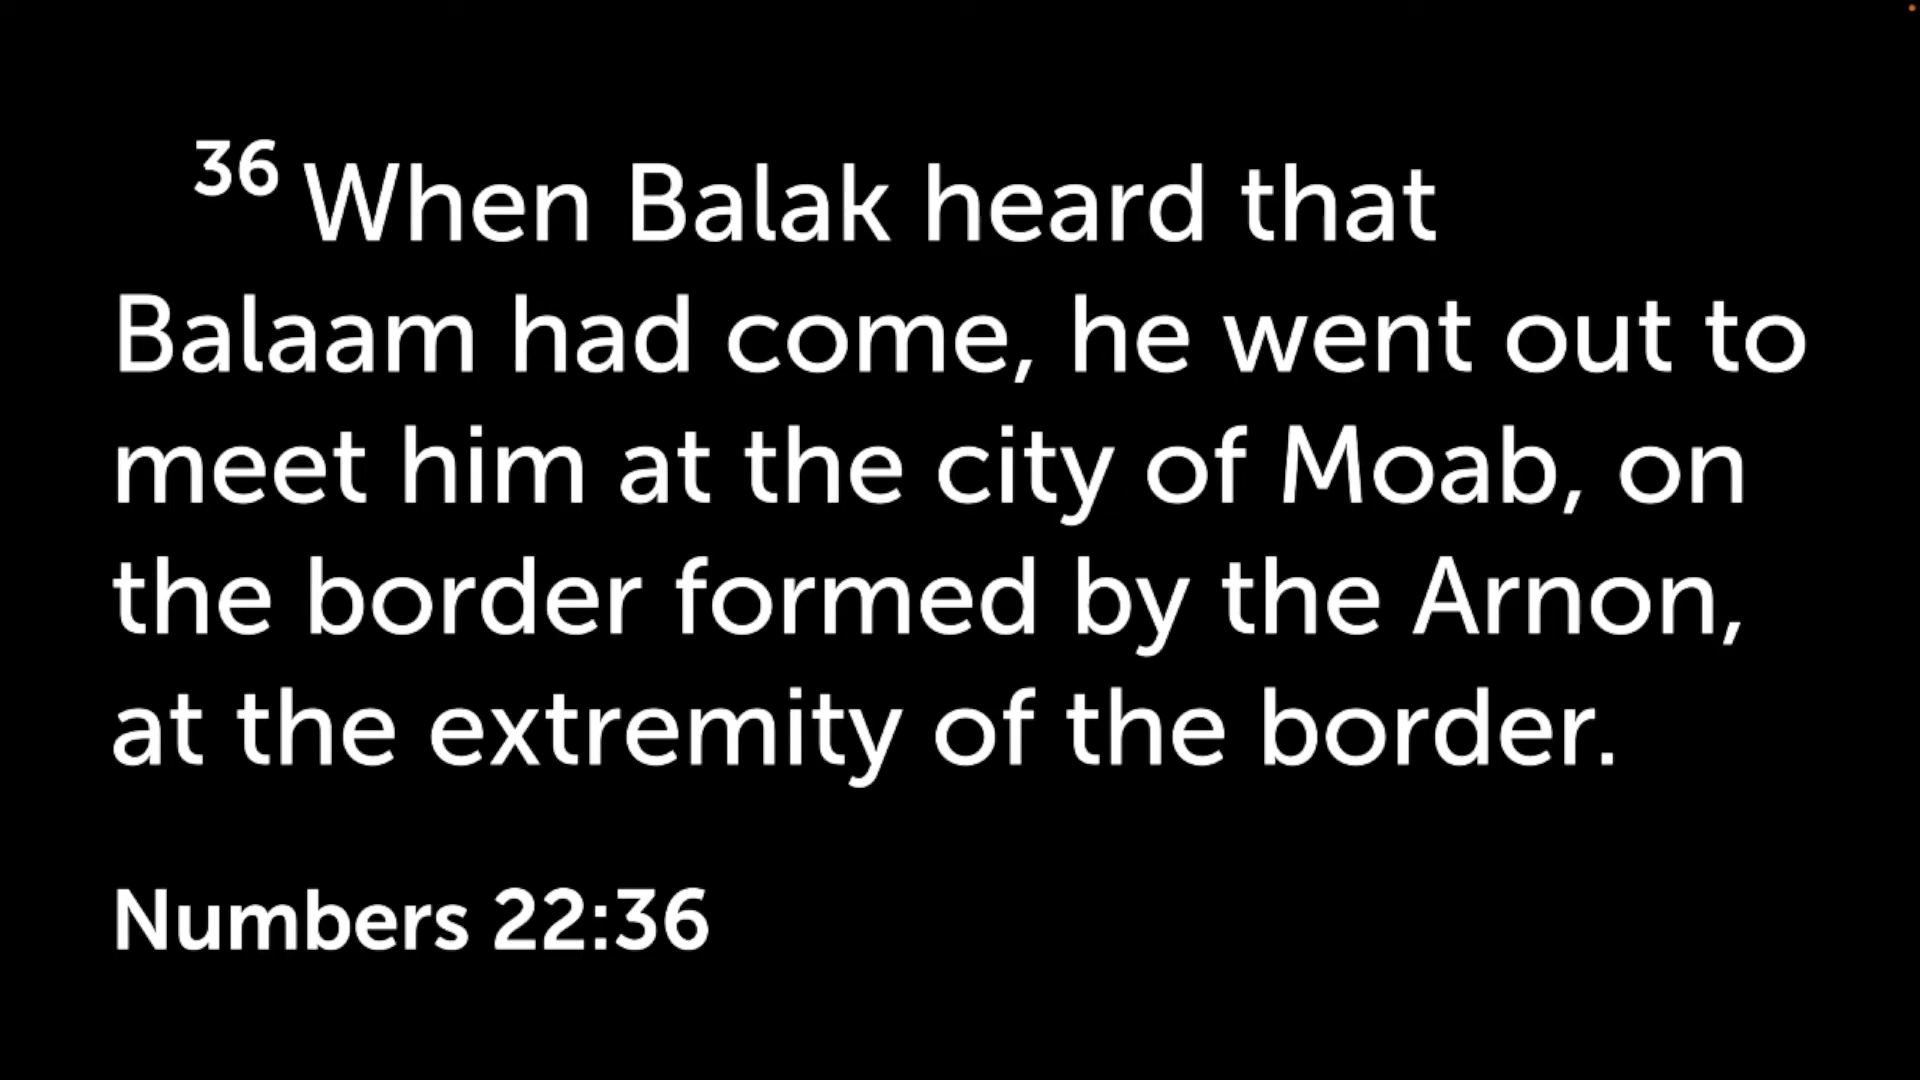 36 When Balak heard that
Balaam had come, he went out to
meet him at the city of Moab, on
the border formed by the Arnon,
at the extremity of the border.
Numbers 22:36